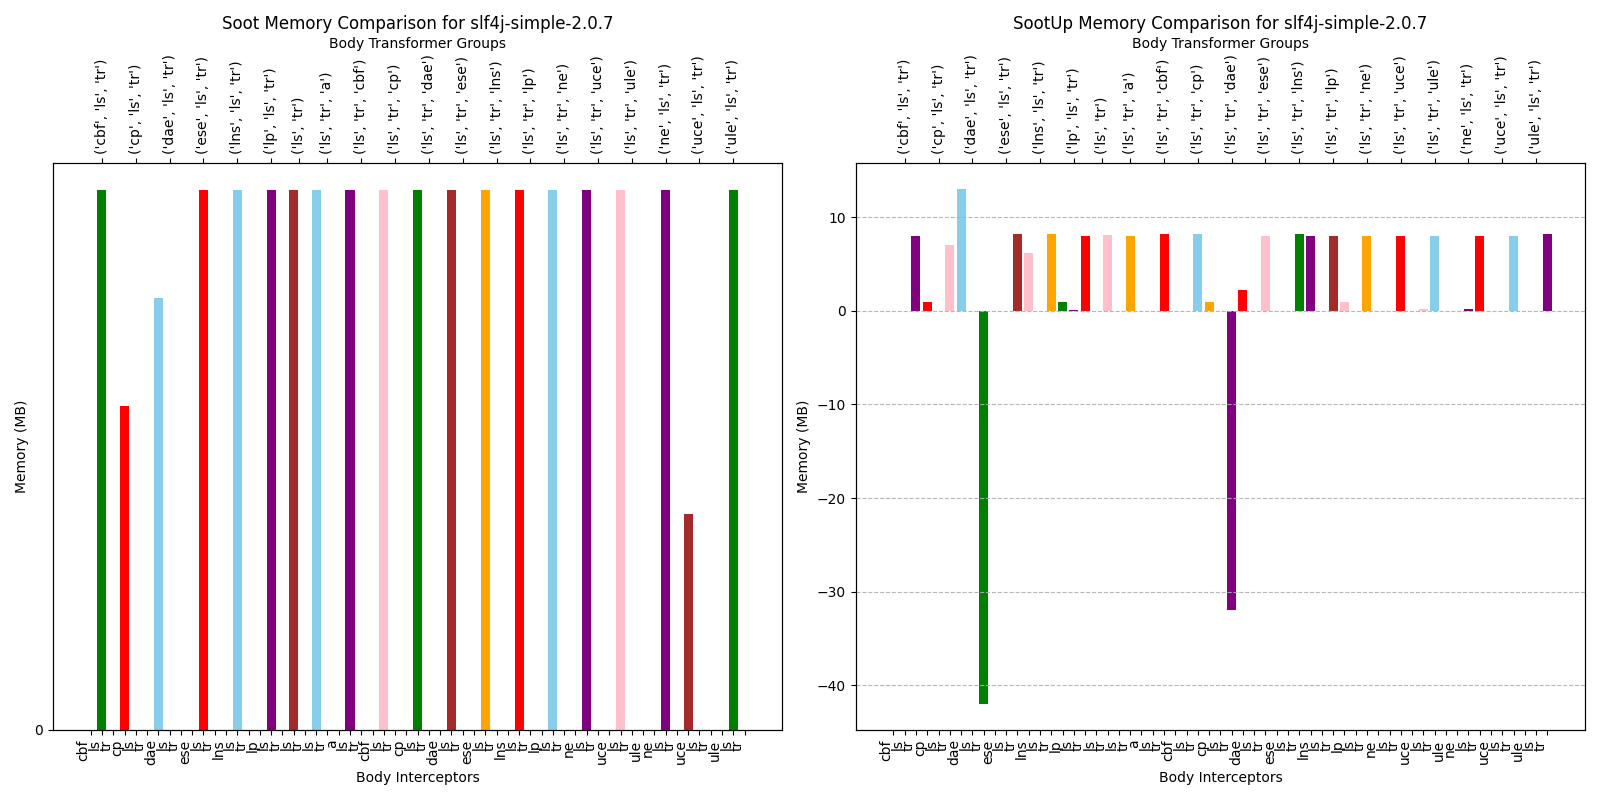 Soot Memory Comparison for slf4j-simple-2.0.7
Body Transformer Groups
('cbf', 'ls', 'tr')
('cp', 'ls', 'tr')
('dae', 'ls', 'tr')
('ese', 'ls', 'tr')
('lns', 'ls', 'tr')
('lp', 'ls', 'tr')
('ls', 'tr')
('ls', 'tr', 'a')
('ls', 'tr', 'cbf')
('ls', 'tr', 'cp')
('ls', 'tr', 'dae')
('ls', 'tr', 'ese')
('ls', 'tr', 'lns')
('ls', 'tr', 'lp')
('ls', 'tr', 'ne')
('ls', 'tr', 'uce')
('ls', 'tr', 'ule')
('ne', 'ls', 'tr')
('uce', 'ls', 'tr')
('ule', 'ls', 'tr')
Memory (MB)
0
cbf
ls
tr
cp
ls
tr
dae
ls
tr
ese
ls
tr
lns
ls
tr
lp
ls
tr
ls
tr
ls
tr
a
ls
tr
cbf
ls
tr
cp
ls
tr
dae
ls
tr
ese
ls
tr
lns
ls
tr
lp
ls
tr
ne
ls
tr
uce
ls
tr
ule
ne
ls
tr
uce
ls
tr
ule
ls
tr
Body Interceptors
SootUp Memory Comparison for slf4j-simple-2.0.7
Body Transformer Groups
('cbf', 'ls', 'tr')
('cp', 'ls', 'tr')
('dae', 'ls', 'tr')
('ese', 'ls', 'tr')
('lns', 'ls', 'tr')
('lp', 'ls', 'tr')
('ls', 'tr')
('ls', 'tr', 'a')
('ls', 'tr', 'cbf')
('ls', 'tr', 'cp')
('ls', 'tr', 'dae')
('ls', 'tr', 'ese')
('ls', 'tr', 'lns')
('ls', 'tr', 'lp')
('ls', 'tr', 'ne')
('ls', 'tr', 'uce')
('ls', 'tr', 'ule')
('ne', 'ls', 'tr')
('uce', 'ls', 'tr')
('ule', 'ls', 'tr')
Memory (MB)
10
0
−10
−20
−30
−40
cbf
ls
tr
cp
ls
tr
dae
ls
tr
ese
ls
tr
lns
ls
tr
lp
ls
tr
ls
tr
ls
tr
a
ls
tr
cbf
ls
tr
cp
ls
tr
dae
ls
tr
ese
ls
tr
lns
ls
tr
lp
ls
tr
ne
ls
tr
uce
ls
tr
ule
ne
ls
tr
uce
ls
tr
ule
ls
tr
Body Interceptors